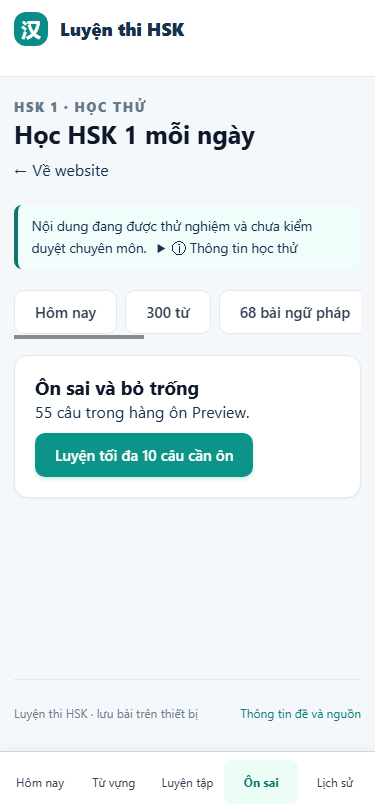 汉 Luyện thi HSK
HSK 1 · HỌC THỬ
Học HSK 1 mỗi ngày
← Về website
Nội dung đang được thử nghiệm và chưa kiểm
duyệt chuyên môn. ▶ ⓘ Thông tin học thử
Hôm nay 300 từ 68 bài ngữ pháp
Ôn sai và bỏ trống
55 câu trong hàng ôn Preview.
Luyện tối đa 10 câu cần ôn
Luyện thi HSK · lưu bài trên thiết bị Thông tin đề và nguồn
Hôm nay Từ vựng Luyện tập Ôn sai Lịch sử